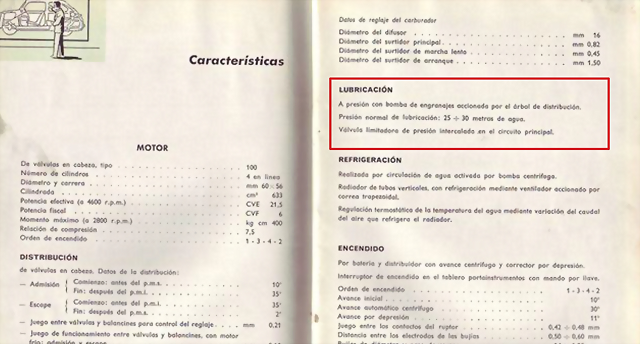 Características
MOTOR
De válvulas en cabeza, tipo . . . 100
Número de cilindros . . . 4 en línea
Diámetro y carrera . . . mm 60 ÷ 56
Cilindrada . . . cm³ 633
Potencia efectiva (a 4600 r.p.m.) . . . CVE 21,5
Potencia fiscal . . . CVF 6
Momento máximo (a 2800 r.p.m.) . . . kg cm 400
Relación de compresión . . . 7,5
Orden de encendido . . . 1 - 3 - 4 - 2
DISTRIBUCIÓN
de válvulas en cabeza. Datos de la distribución:
— Admisión { Comienzo: antes del p.m.s. . . . 10°
Fin: después del p.m.i. . . . 35°
— Escape { Comienzo: antes del p.m.i. . . . 35°
Fin: después del p.m.s. . . . 2°
— Juego entre válvulas y balancines para control del reglaje . . . mm 0,21
— Juego de funcionamiento entre válvulas y balancines, con motor
frío: admisión y escape
Datos de reglaje del carburador
Diámetro del difusor . . . mm 16
Diámetro del surtidor principal . . . mm 0,82
Diámetro del surtidor de marcha lenta . . . mm 0,45
Diámetro del surtidor de arranque . . . mm 1,50
LUBRICACIÓN
A presión con bomba de engranajes accionada por el árbol de distribución.
Presión normal de lubricación: 25 ÷ 30 metros de agua.
Válvula limitadora de presión intercalada en el circuito principal.
REFRIGERACIÓN
Realizada por circulación de agua activada por bomba centrífuga.
Radiador de tubos verticales, con refrigeración mediante ventilador accionado por
correa trapezoidal.
Regulación termostática de la temperatura del agua mediante variación del caudal
del aire que refrigera el radiador.
ENCENDIDO
Por batería y distribuidor con avance centrífugo y corrector por depresión.
Interruptor de encendido en el tablero portainstrumentos con mando por llave.
Orden de encendido . . . 1 - 3 - 4 - 2
Avance inicial . . . 10°
Avance automático centrífugo . . . 30°
Avance por depresión . . . 11°
Juego entre los contactos del ruptor . . . 0,42 ÷ 0,48 mm
Distancia entre los electrodos de las bujías . . . 0,50 ÷ 0,60 mm